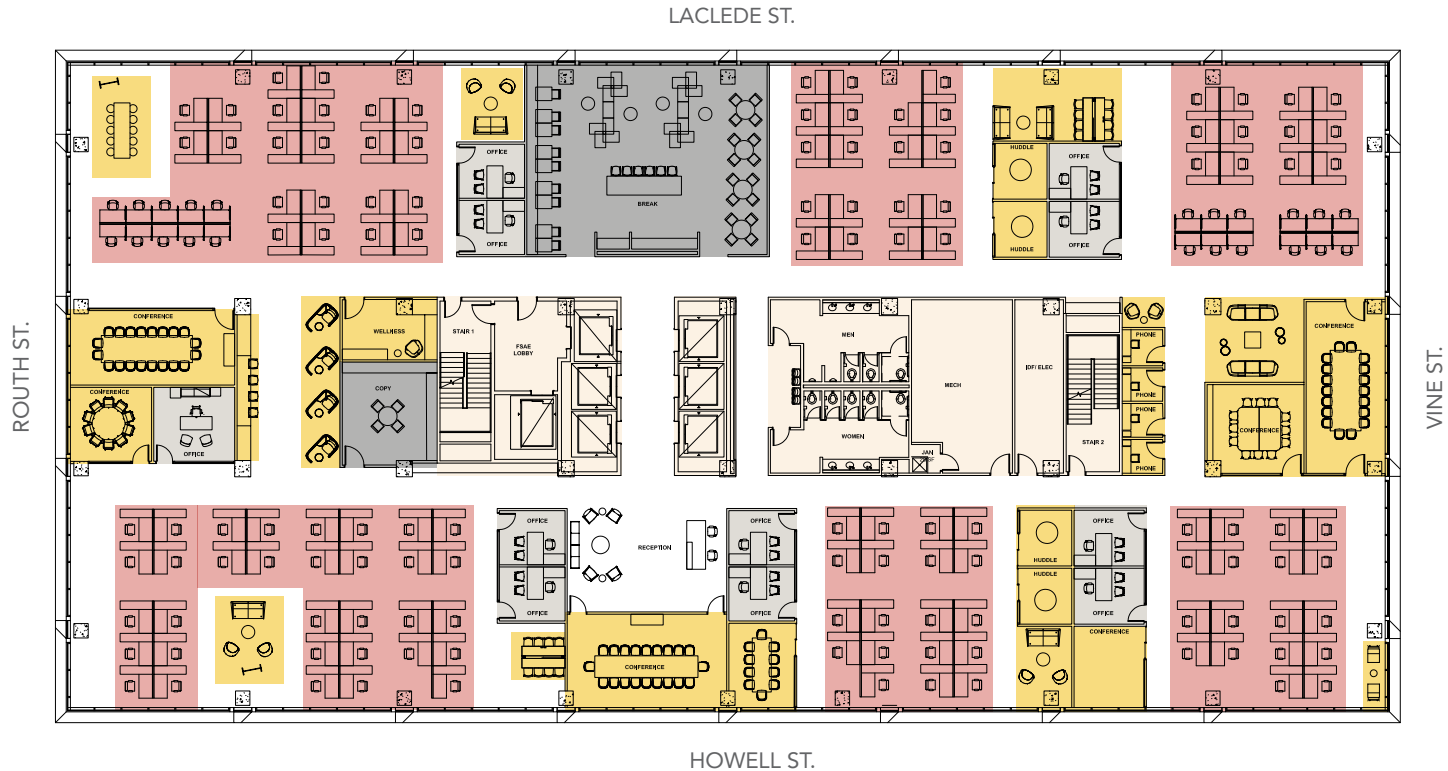 LACLEDE ST.
OFFICE
OFFICE
BREAK
HUDDLE
HUDDLE
OFFICE
OFFICE
ROUTH ST.
VINE ST.
CONFERENCE
CONFERENCE
OFFICE
WELLNESS
COPY
STAIR 1
FSAE
LOBBY
MEN
WOMEN
MECH
JAN
IDF/ ELEC
STAIR 2
PHONE
PHONE
PHONE
PHONE
CONFERENCE
CONFERENCE
OFFICE
OFFICE
RECEPTION
OFFICE
OFFICE
CONFERENCE
HUDDLE
HUDDLE
OFFICE
OFFICE
CONFERENCE
HOWELL ST.